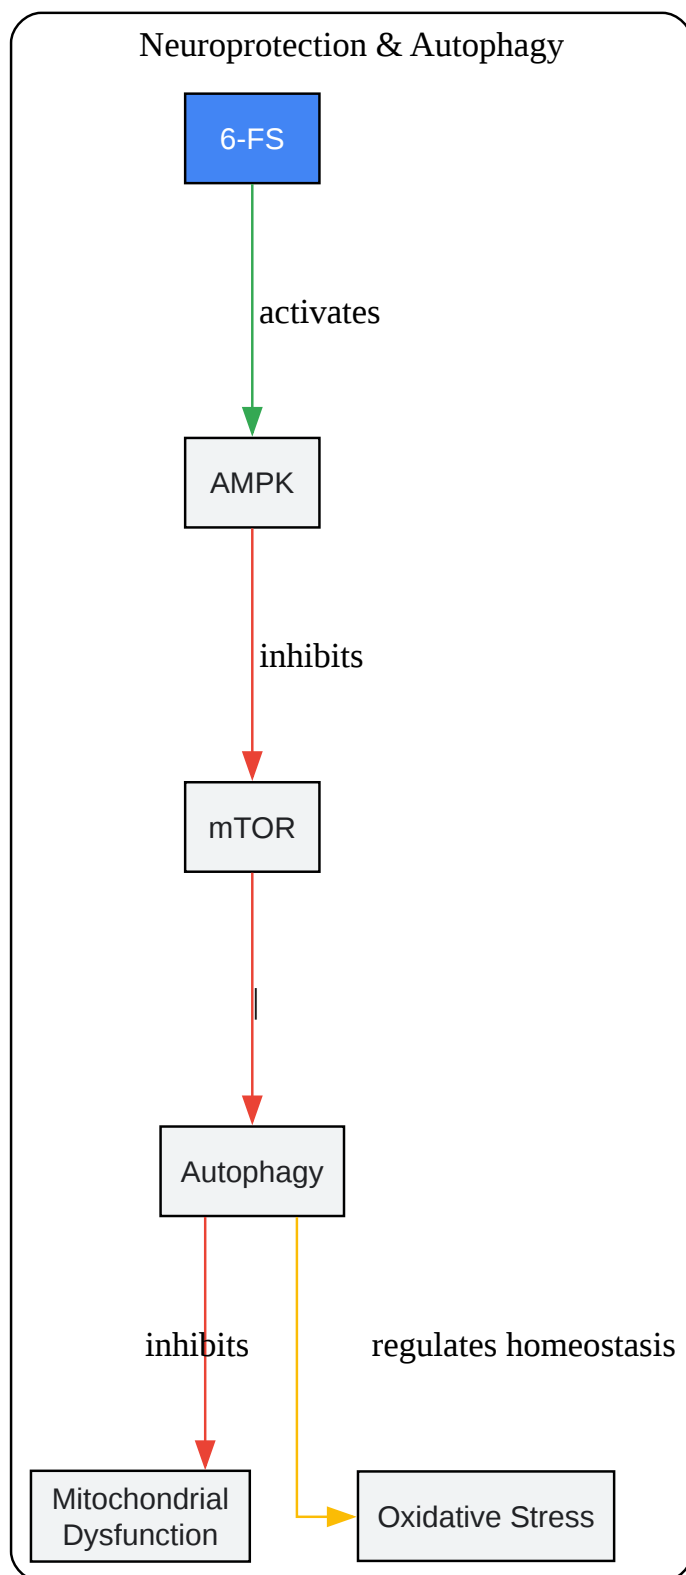 Neuroprotection & Autophagy
6-FS
activates
AMPK
inhibits
mTOR
|
Autophagy
inhibits
regulates homeostasis
Mitochondrial
Dysfunction
Oxidative Stress